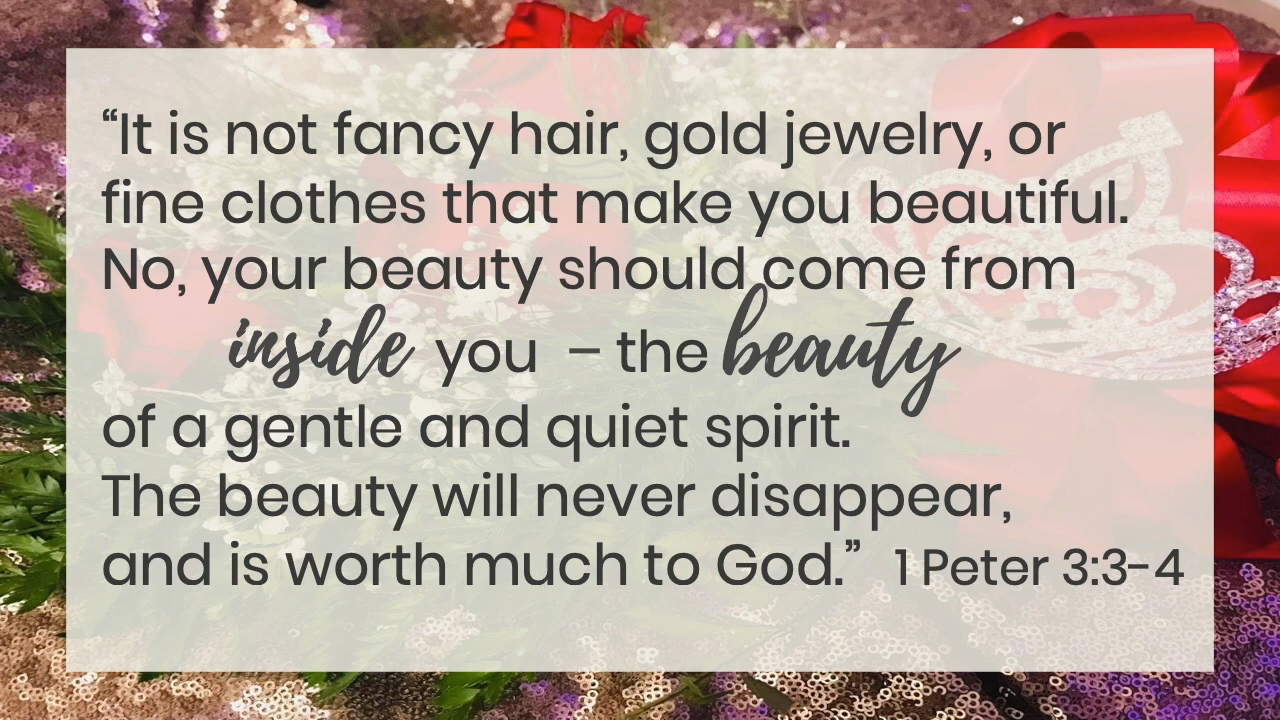 “It is not fancy hair, gold jewelry, or
fine clothes that make you beautiful.
No, your beauty should come from
inside you – the beauty
of a gentle and quiet spirit.
The beauty will never disappear,
and is worth much to God.” 1 Peter 3:3-4